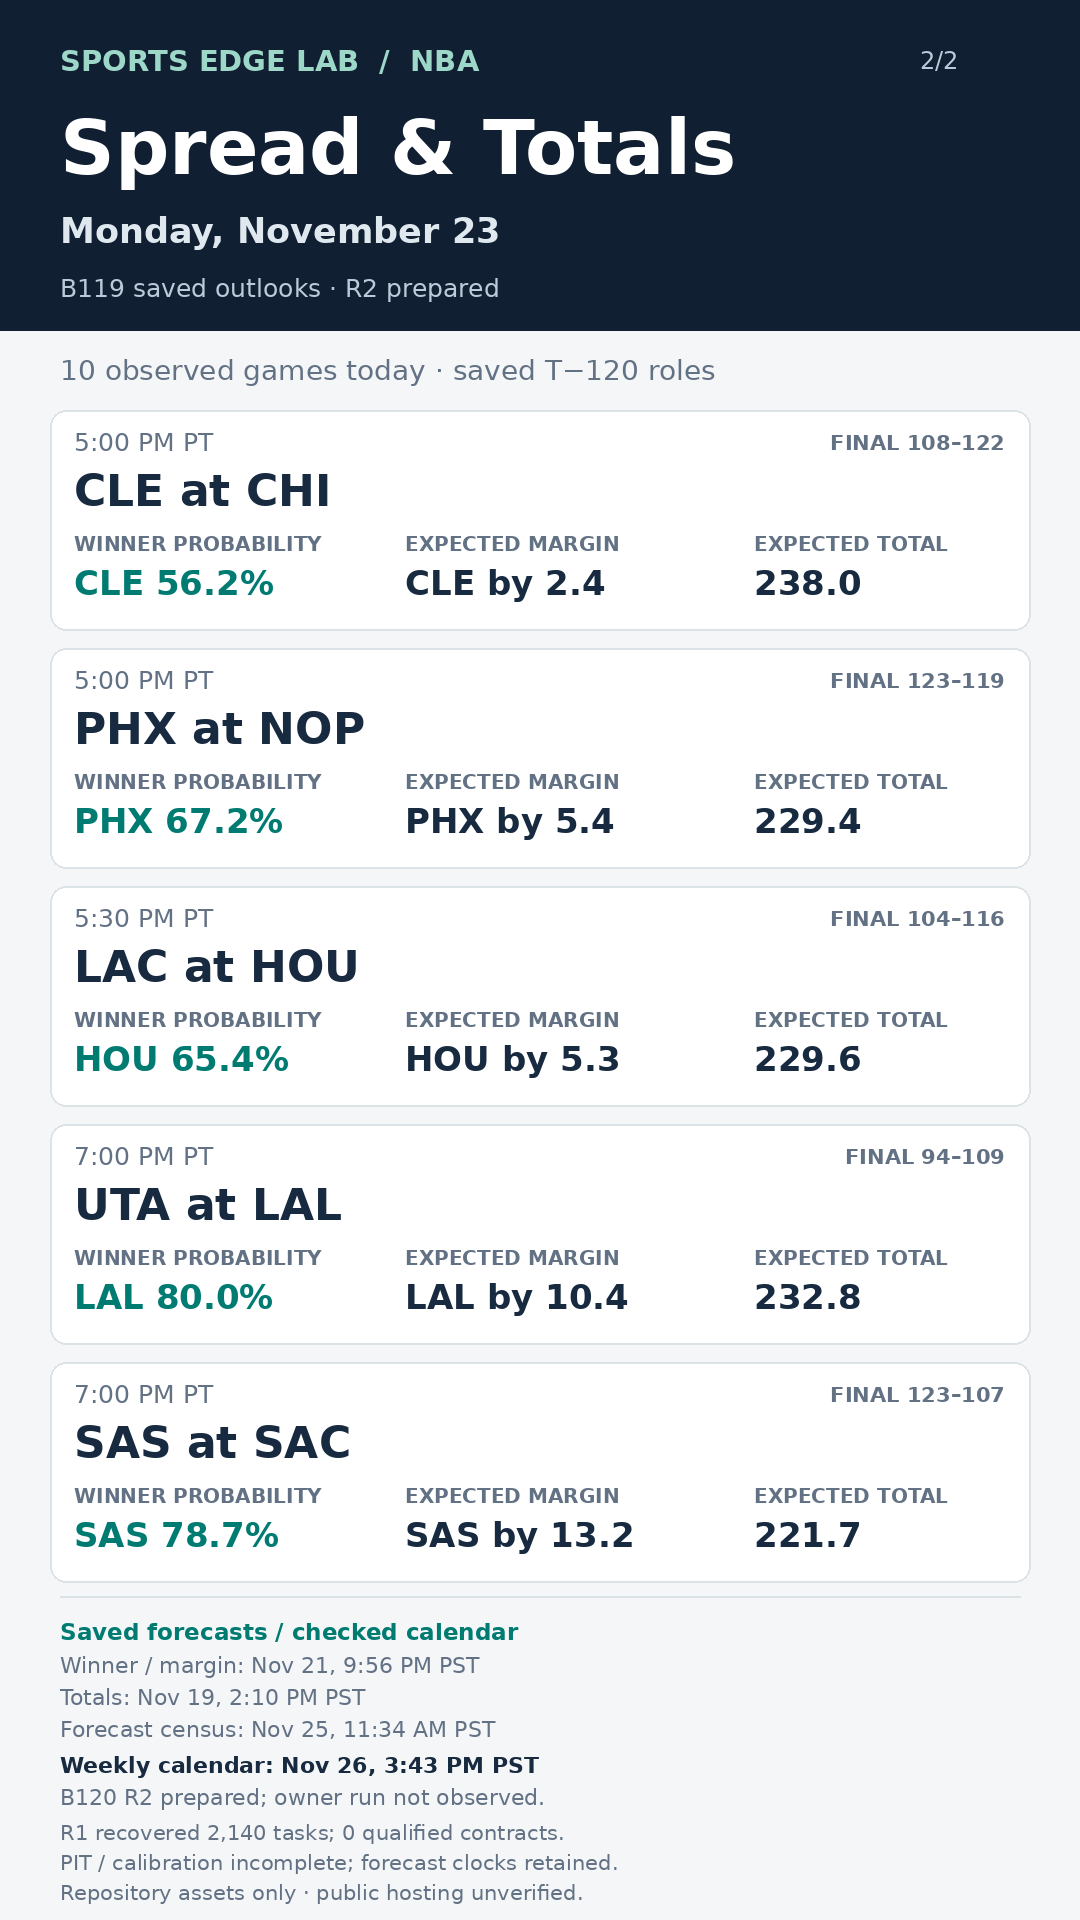 SPORTS EDGE LAB / NBA 2/2
Spread & Totals
Monday, November 23
B119 saved outlooks · R2 prepared
10 observed games today · saved T−120 roles
5:00 PM PT FINAL 108–122
CLE at CHI
WINNER PROBABILITY EXPECTED MARGIN EXPECTED TOTAL
CLE 56.2% CLE by 2.4 238.0
5:00 PM PT FINAL 123–119
PHX at NOP
WINNER PROBABILITY EXPECTED MARGIN EXPECTED TOTAL
PHX 67.2% PHX by 5.4 229.4
5:30 PM PT FINAL 104–116
LAC at HOU
WINNER PROBABILITY EXPECTED MARGIN EXPECTED TOTAL
HOU 65.4% HOU by 5.3 229.6
7:00 PM PT FINAL 94–109
UTA at LAL
WINNER PROBABILITY EXPECTED MARGIN EXPECTED TOTAL
LAL 80.0% LAL by 10.4 232.8
7:00 PM PT FINAL 123–107
SAS at SAC
WINNER PROBABILITY EXPECTED MARGIN EXPECTED TOTAL
SAS 78.7% SAS by 13.2 221.7
Saved forecasts / checked calendar
Winner / margin: Nov 21, 9:56 PM PST
Totals: Nov 19, 2:10 PM PST
Forecast census: Nov 25, 11:34 AM PST
Weekly calendar: Nov 26, 3:43 PM PST
B120 R2 prepared; owner run not observed.
R1 recovered 2,140 tasks; 0 qualified contracts.
PIT / calibration incomplete; forecast clocks retained.
Repository assets only · public hosting unverified.